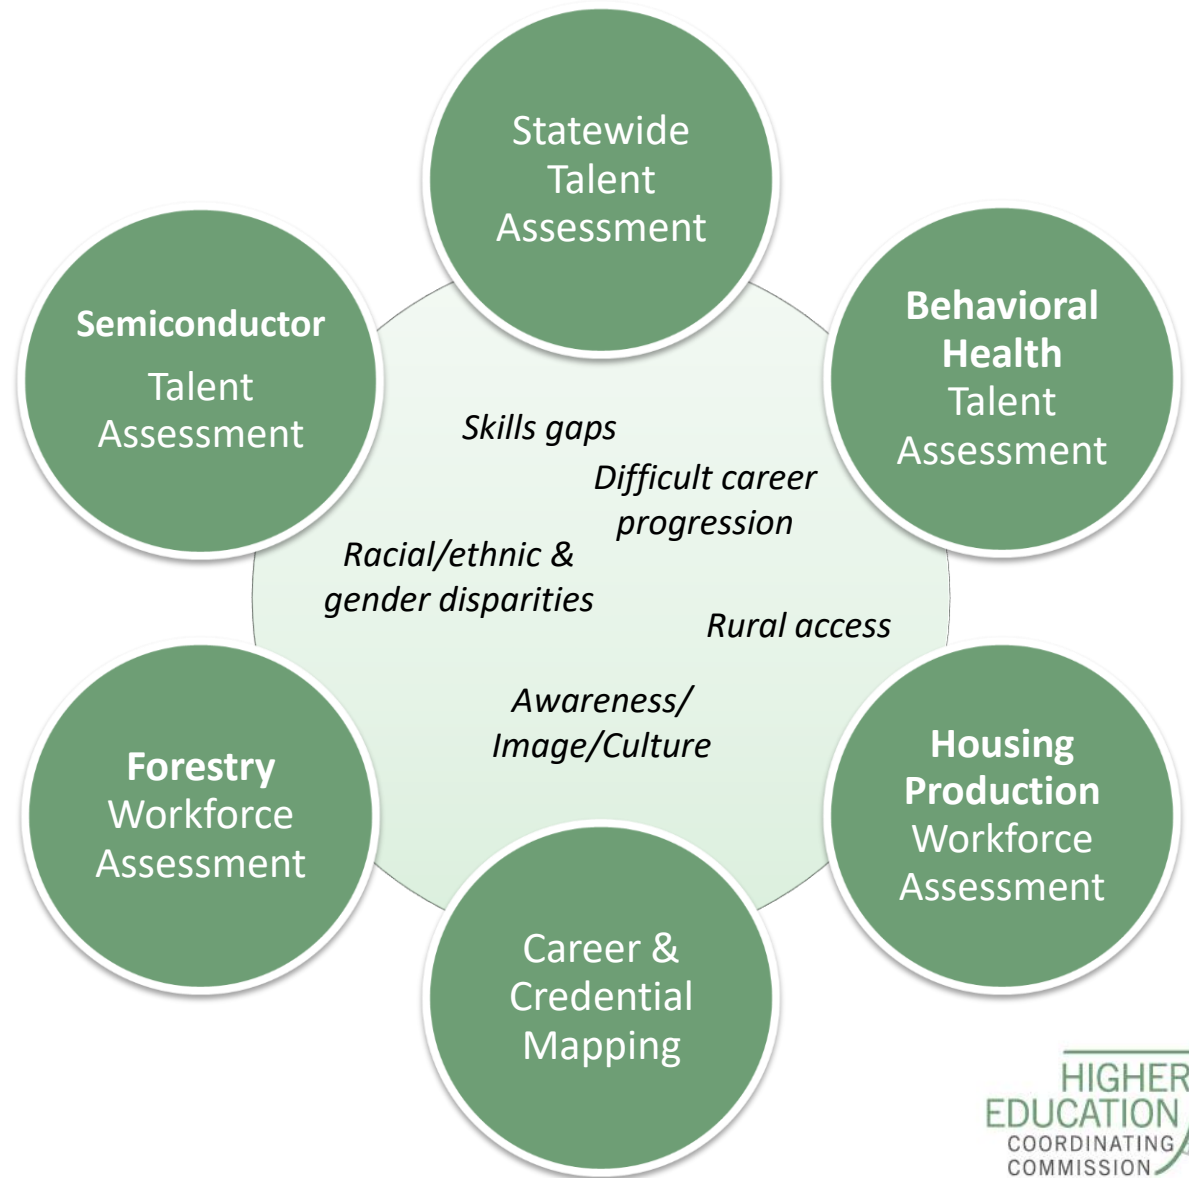 Statewide
Talent
Assessment
Semiconductor
Talent
Assessment
Behavioral
Health
Talent
Assessment
Skills gaps
Difficult career
progression
Racial/ethnic &
gender disparities
Rural access
Awareness/
Image/Culture
Forestry
Workforce
Assessment
Housing
Production
Workforce
Assessment
Career &
Credential
Mapping
HIGHER
EDUCATION
COORDINATING
COMMISSION